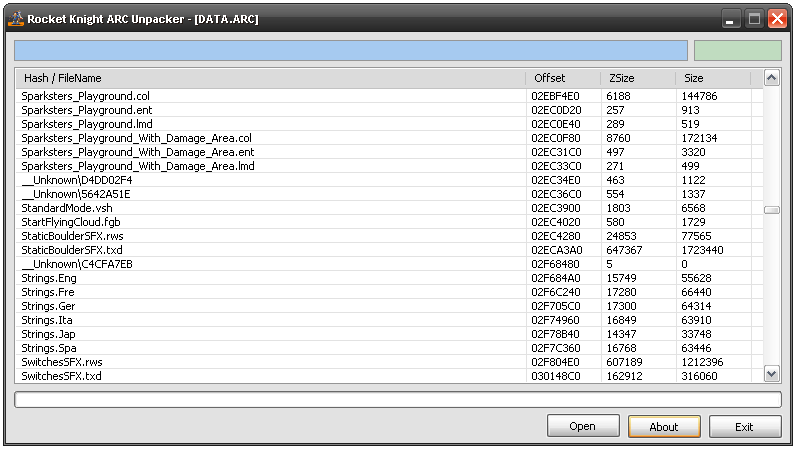 Rocket Knight ARC Unpacker - [DATA.ARC]
Hash / FileName Offset ZSize Size
Sparksters_Playground.col 02EBF4E0 6188 144786
Sparksters_Playground.ent 02EC0D20 257 913
Sparksters_Playground.lmd 02EC0E40 289 519
Sparksters_Playground_With_Damage_Area.col 02EC0F80 8760 172134
Sparksters_Playground_With_Damage_Area.ent 02EC31C0 497 3320
Sparksters_Playground_With_Damage_Area.lmd 02EC33C0 271 499
__Unknown\D4DD02F4 02EC34E0 463 1122
__Unknown\5642A51E 02EC36C0 554 1337
StandardMode.vsh 02EC3900 1803 6568
StartFlyingCloud.fgb 02EC4020 580 1729
StaticBoulderSFX.rws 02EC4280 24853 77565
StaticBoulderSFX.txd 02ECA3A0 647367 1723440
__Unknown\C4CFA7EB 02F68480 5 0
Strings.Eng 02F684A0 15749 55628
Strings.Fre 02F6C240 17280 66440
Strings.Ger 02F705C0 17300 64314
Strings.Ita 02F74960 16849 63910
Strings.Jap 02F78B40 14347 33748
Strings.Spa 02F7C360 16768 63446
SwitchesSFX.rws 02F804E0 607189 1212396
SwitchesSFX.txd 030148C0 162912 316060
Open About Exit